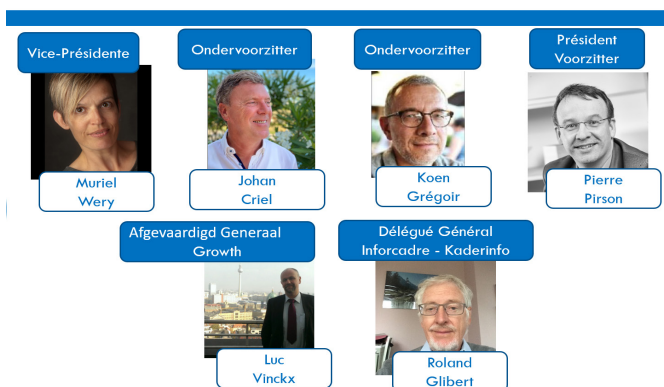 Vice-Présidente
Ondervoorzitter
Ondervoorzitter
Président
Voorzitter
Muriel
Wery
Johan
Criel
Koen
Grégoir
Pierre
Pirson
Afgevaardigd Generaal
Growth
Délégué Général
Inforcadre - Kaderinfo
Luc
Vinckx
Roland
Glibert